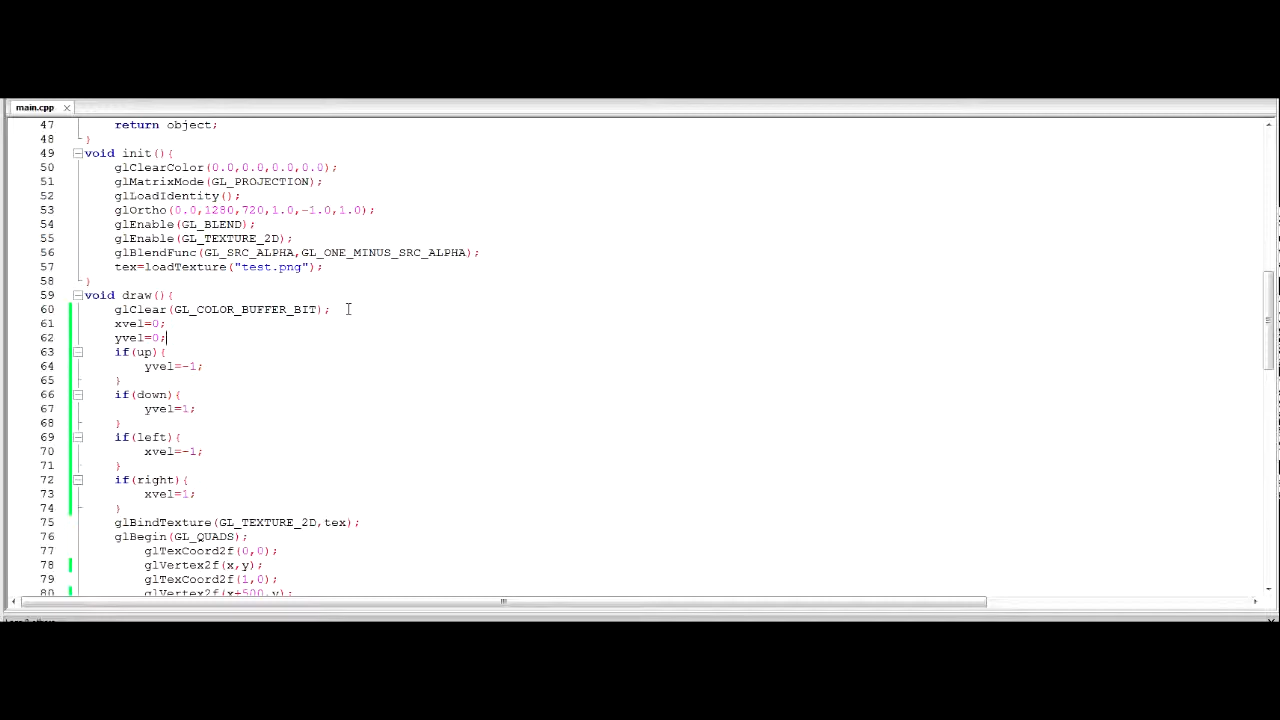 main.cpp
47 return object;
48 }
49 void init(){
50 glClearColor(0.0,0.0,0.0,0.0);
51 glMatrixMode(GL_PROJECTION);
52 glLoadIdentity();
53 glOrtho(0.0,1280,720,1.0,-1.0,1.0);
54 glEnable(GL_BLEND);
55 glEnable(GL_TEXTURE_2D);
56 glBlendFunc(GL_SRC_ALPHA,GL_ONE_MINUS_SRC_ALPHA);
57 tex=loadTexture("test.png");
58 }
59 void draw(){
60 glClear(GL_COLOR_BUFFER_BIT);
61 xvel=0;
62 yvel=0;
63 if(up){
64 yvel=-1;
65 }
66 if(down){
67 yvel=1;
68 }
69 if(left){
70 xvel=-1;
71 }
72 if(right){
73 xvel=1;
74 }
75 glBindTexture(GL_TEXTURE_2D,tex);
76 glBegin(GL_QUADS);
77 glTexCoord2f(0,0);
78 glVertex2f(x,y);
79 glTexCoord2f(1,0);
80 glVertex2f(x+500,y);